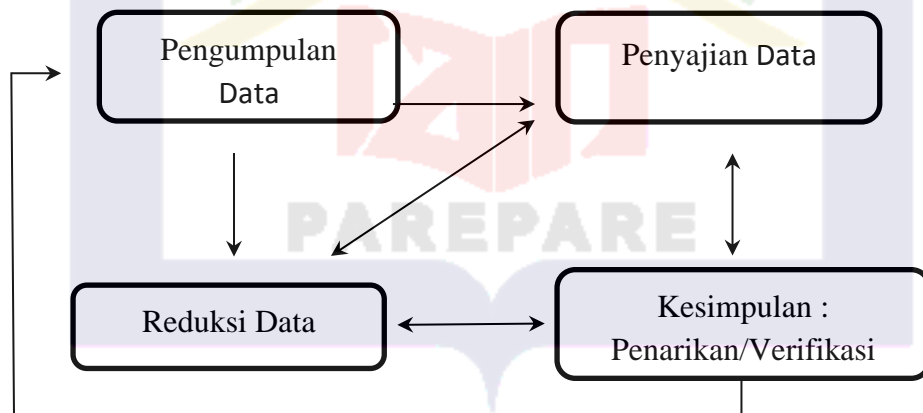 Pengumpulan
Data
Penyajian Data
PAREPARE
Reduksi Data
Kesimpulan :
Penarikan/Verifikasi